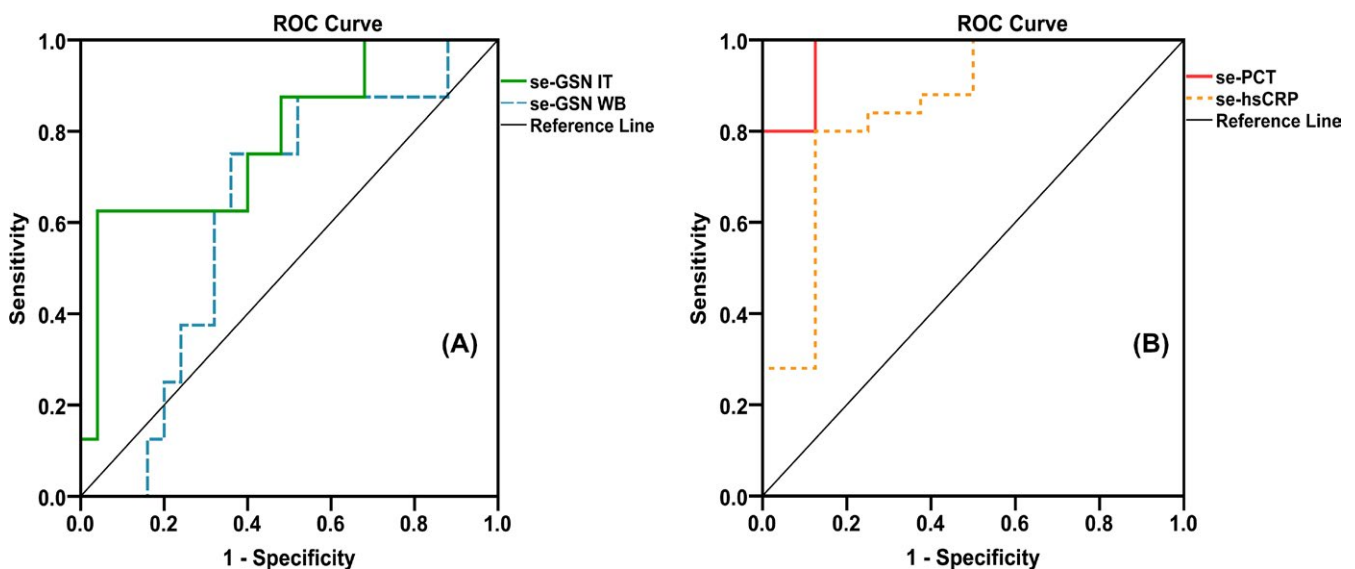 ROC Curve
1.0
0.8
0.6
0.4
0.2
0.0
Sensitivity
0.0 0.2 0.4 0.6 0.8 1.0
1 - Specificity
(A)
se-GSN IT
se-GSN WB
Reference Line
ROC Curve
1.0
0.8
0.6
0.4
0.2
0.0
Sensitivity
0.0 0.2 0.4 0.6 0.8 1.0
1 - Specificity
(B)
se-PCT
se-hsCRP
Reference Line